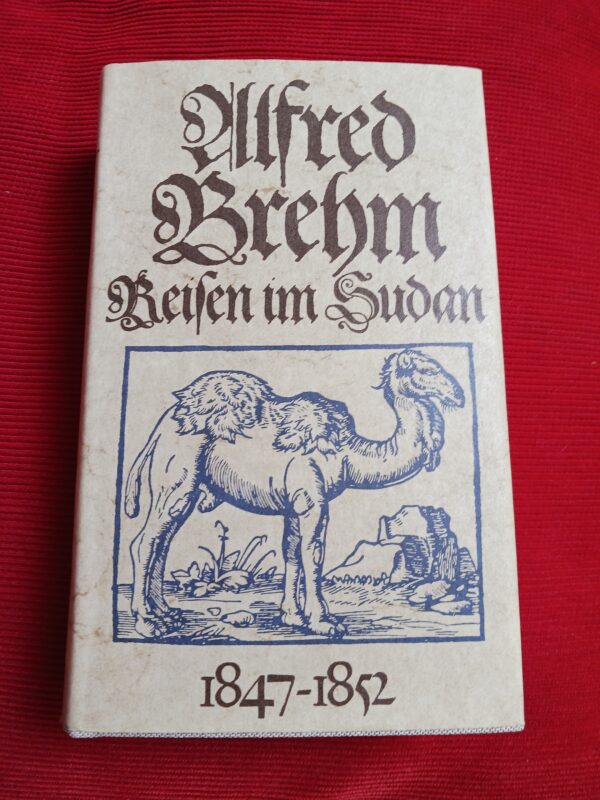 Alfred
Brehm
Reiſen im Sudan
1847-1852